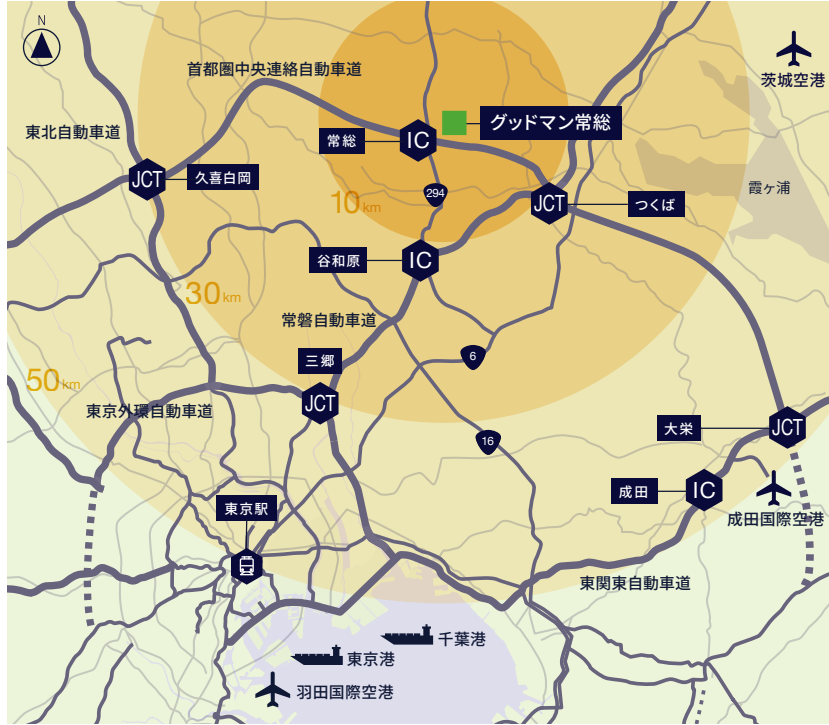 N
首都圏中央連絡自動車道
茨城空港
東北自動車道
グッドマン常総
常総
IC
JCT
久喜白岡
294
10km
JCT
つくば
霞ヶ浦
谷和原
IC
30km
常磐自動車道
三郷
6
50km
東京外環自動車道
JCT
16
大栄
JCT
成田
IC
東京駅
成田国際空港
東関東自動車道
千葉港
東京港
羽田国際空港